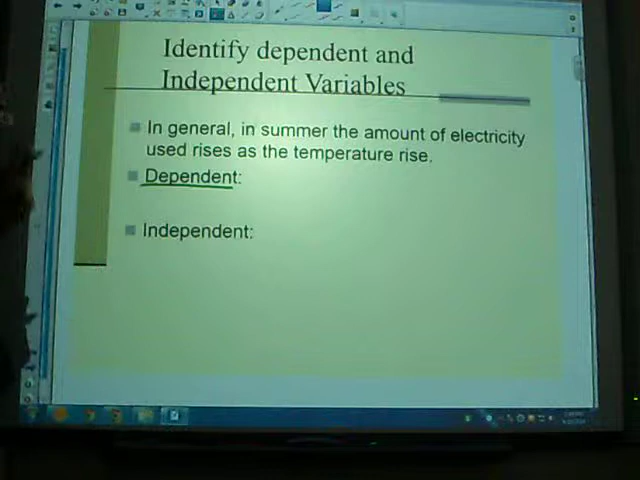 Identify dependent and
Independent Variables
In general, in summer the amount of electricity
used rises as the temperature rise.
Dependent:
Independent: